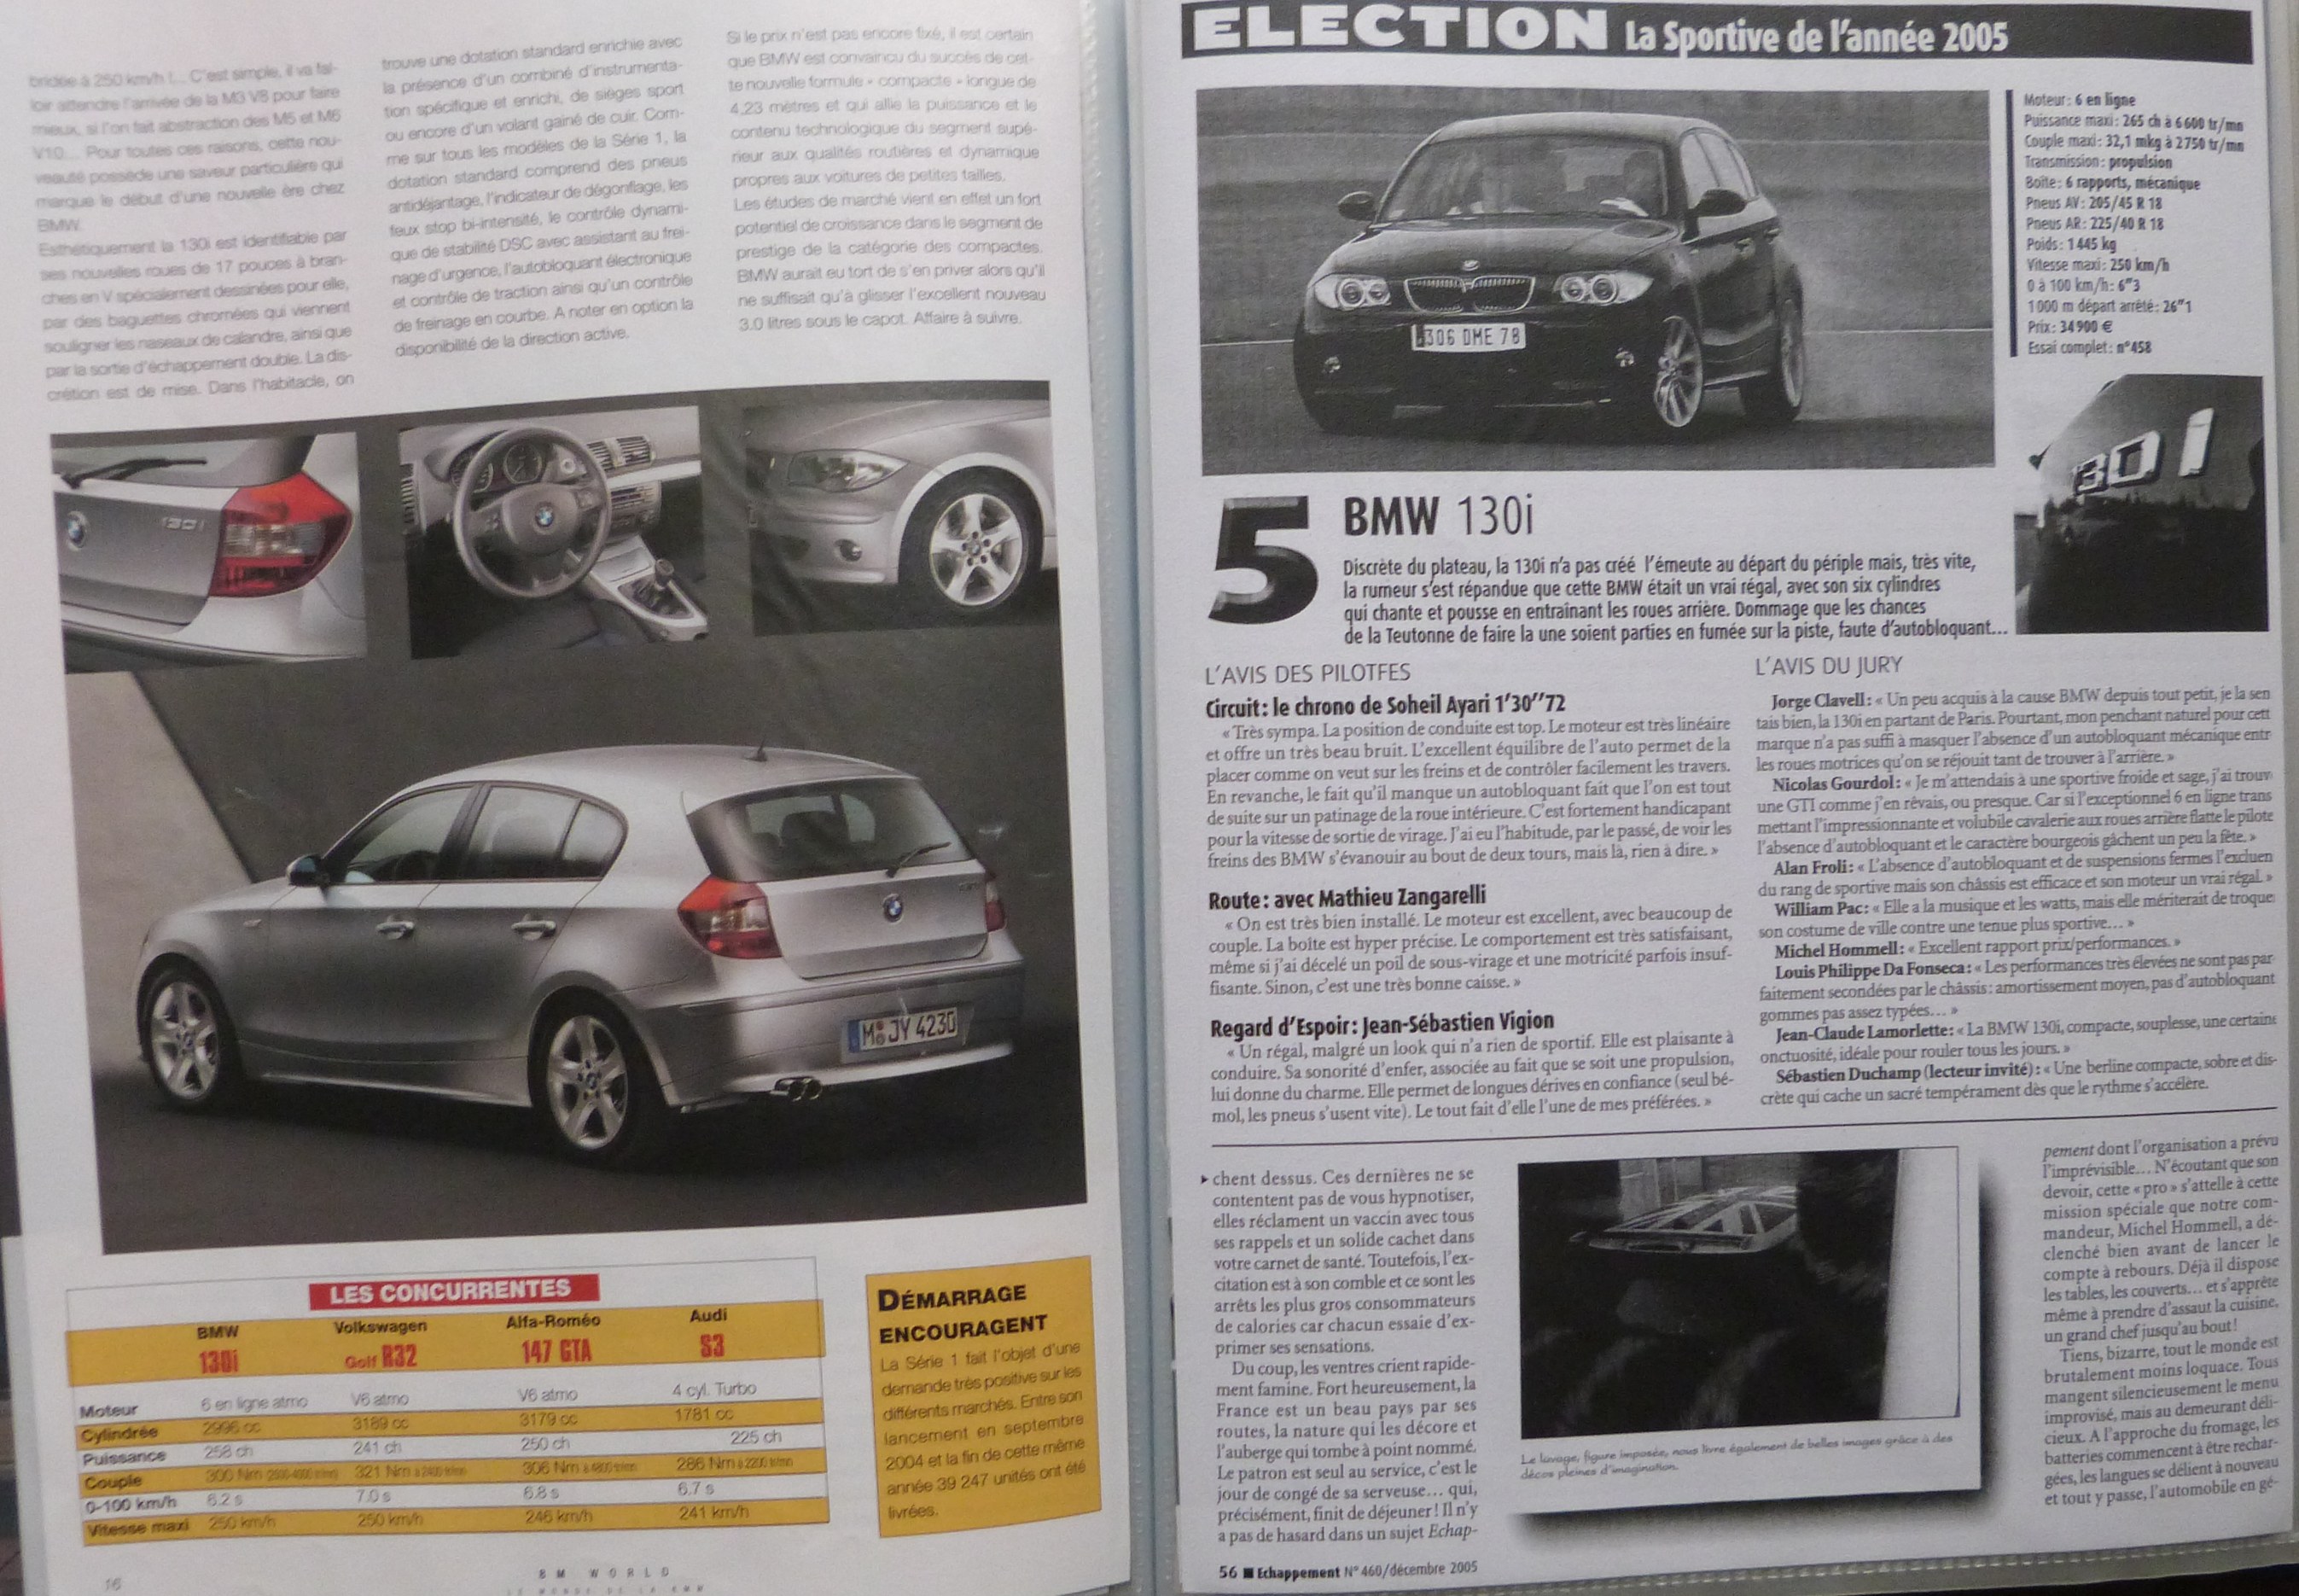 bridée à 250 km/h !... C'est simple, il va fal-
loir attendre l'arrivée de la M3 V8 pour faire
mieux, si l'on fait abstraction des M5 et M6
V10... Pour toutes ces raisons, cette nou-
veauté possède une saveur particulière qui
marque le début d'une nouvelle ère chez
BMW.
Esthétiquement la 130i est identifiable par
ses nouvelles roues de 17 pouces à bran-
ches en V spécialement dessinées pour elle,
par des baguettes chromées qui viennent
souligner les naseaux de calandre, ainsi que
par la sortie d'échappement double. La dis-
crétion est de mise. Dans l'habitacle, on
trouve une dotation standard enrichie avec
la présence d'un combiné d'instrumenta-
tion spécifique et enrichi, de sièges sport
ou encore d'un volant gainé de cuir. Com-
me sur tous les modèles de la Série 1, la
dotation standard comprend des pneus
antidéjantage, l'indicateur de dégonflage, les
feux stop bi-intensité, le contrôle dynami-
que de stabilité DSC avec assistant au frei-
nage d'urgence, l'autobloquant électronique
et contrôle de traction ainsi qu'un contrôle
de freinage en courbe. A noter en option la
disponibilité de la direction active.
Si le prix n'est pas encore fixé, il est certain
que BMW est convaincu du succès de cet-
te nouvelle formule « compacte » longue de
4,23 mètres et qui allie la puissance et le
contenu technologique du segment supé-
rieur aux qualités routières et dynamique
propres aux voitures de petites tailles.
Les études de marché vient en effet un fort
potentiel de croissance dans le segment de
prestige de la catégorie des compactes.
BMW aurait eu tort de s'en priver alors qu'il
ne suffisait qu'à glisser l'excellent nouveau
3.0 litres sous le capot. Affaire à suivre.
130i
M JY 4230
LES CONCURRENTES
BMW Volkswagen Alfa-Roméo Audi
130i Golf R32 147 GTA S3
Moteur 6 en ligne atmo V6 atmo V6 atmo 4 cyl. Turbo
Cylindrée 2996 cc 3189 cc 3179 cc 1781 cc
Puissance 258 ch 241 ch 250 ch 225 ch
Couple 300 Nm 321 Nm 306 Nm 286 Nm à 2200 tr/mn
0-100 km/h 6.2 s 7.0 s 6.8 s 6.7 s
Vitesse maxi 250 km/h 250 km/h 246 km/h 241 km/h
DÉMARRAGE
ENCOURAGENT
La Série 1 fait l'objet d'une
demande très positive sur les
différents marchés. Entre son
lancement en septembre
2004 et la fin de cette même
année 39 247 unités ont été
livrées.
16
BM WORLD
LE MONDE DE LA BMW
ELECTION La Sportive de l'année 2005
306 DME 78
Moteur : 6 en ligne
Puissance maxi : 265 ch à 6 600 tr/mn
Couple maxi : 32,1 mkg à 2 750 tr/mn
Transmission : propulsion
Boîte : 6 rapports, mécanique
Pneus AV : 205/45 R 18
Pneus AR : 225/40 R 18
Poids : 1 445 kg
Vitesse maxi : 250 km/h
0 à 100 km/h : 6"3
1 000 m départ arrêté : 26"1
Prix : 34 900 €
Essai complet : n°458
130i
5 BMW 130i
Discrète du plateau, la 130i n'a pas créé l'émeute au départ du périple mais, très vite,
la rumeur s'est répandue que cette BMW était un vrai régal, avec son six cylindres
qui chante et pousse en entraînant les roues arrière. Dommage que les chances
de la Teutonne de faire la une soient parties en fumée sur la piste, faute d'autobloquant...
L'AVIS DES PILOTFES
Circuit : le chrono de Soheil Ayari 1'30"72
« Très sympa. La position de conduite est top. Le moteur est très linéaire
et offre un très beau bruit. L'excellent équilibre de l'auto permet de la
placer comme on veut sur les freins et de contrôler facilement les travers.
En revanche, le fait qu'il manque un autobloquant fait que l'on est tout
de suite sur un patinage de la roue intérieure. C'est fortement handicapant
pour la vitesse de sortie de virage. J'ai eu l'habitude, par le passé, de voir les
freins des BMW s'évanouir au bout de deux tours, mais là, rien à dire. »
Route : avec Mathieu Zangarelli
« On est très bien installé. Le moteur est excellent, avec beaucoup de
couple. La boîte est hyper précise. Le comportement est très satisfaisant,
même si j'ai décelé un poil de sous-virage et une motricité parfois insuf-
fisante. Sinon, c'est une très bonne caisse. »
Regard d'Espoir : Jean-Sébastien Vigion
« Un régal, malgré un look qui n'a rien de sportif. Elle est plaisante à
conduire. Sa sonorité d'enfer, associée au fait que se soit une propulsion,
lui donne du charme. Elle permet de longues dérives en confiance (seul bé-
mol, les pneus s'usent vite). Le tout fait d'elle l'une de mes préférées. »
L'AVIS DU JURY
Jorge Clavell : « Un peu acquis à la cause BMW depuis tout petit, je la sen
tais bien, la 130i en partant de Paris. Pourtant, mon penchant naturel pour cett
marque n'a pas suffi à masquer l'absence d'un autobloquant mécanique entr
les roues motrices qu'on se réjouit tant de trouver à l'arrière. »
Nicolas Gourdol : « Je m'attendais à une sportive froide et sage, j'ai trouv
une GTI comme j'en rêvais, ou presque. Car si l'exceptionnel 6 en ligne trans
mettant l'impressionnante et volubile cavalerie aux roues arrière flatte le pilote
l'absence d'autobloquant et le caractère bourgeois gâchent un peu la fête. »
Alan Froli : « L'absence d'autobloquant et de suspensions fermes l'excluen
du rang de sportive mais son châssis est efficace et son moteur un vrai régal. »
William Pac : « Elle a la musique et les watts, mais elle mériterait de troque
son costume de ville contre une tenue plus sportive... »
Michel Hommell : « Excellent rapport prix/performances. »
Louis Philippe Da Fonseca : « Les performances très élevées ne sont pas par
faitement secondées par le châssis : amortissement moyen, pas d'autobloquant
gommes pas assez typées... »
Jean-Claude Lamorlette : « La BMW 130i, compacte, souplesse, une certaine
onctuosité, idéale pour rouler tous les jours. »
Sébastien Duchamp (lecteur invité) : « Une berline compacte, sobre et dis-
crète qui cache un sacré tempérament dès que le rythme s'accélère.
chent dessus. Ces dernières ne se
contentent pas de vous hypnotiser,
elles réclament un vaccin avec tous
ses rappels et un solide cachet dans
votre carnet de santé. Toutefois, l'ex-
citation est à son comble et ce sont les
arrêts les plus gros consommateurs
de calories car chacun essaie d'ex-
primer ses sensations.
Du coup, les ventres crient rapide-
ment famine. Fort heureusement, la
France est un beau pays par ses
routes, la nature qui les décore et
l'auberge qui tombe à point nommé.
Le patron est seul au service, c'est le
jour de congé de sa serveuse... qui,
précisément, finit de déjeuner ! Il n'y
a pas de hasard dans un sujet Echap-
Le lavage, figure imposée, nous livre également de belles images grâce à des
décos pleines d'imagination.
pement dont l'organisation a prévu
l'imprévisible... N'écoutant que son
devoir, cette « pro » s'attelle à cette
mission spéciale que notre com-
mandeur, Michel Hommell, a dé-
clenché bien avant de lancer le
compte à rebours. Déjà il dispose
les tables, les couverts... et s'apprête
même à prendre d'assaut la cuisine,
un grand chef jusqu'au bout !
Tiens, bizarre, tout le monde est
brutalement moins loquace. Tous
mangent silencieusement le menu
improvisé, mais au demeurant déli-
cieux. A l'approche du fromage, les
batteries commencent à être rechar-
gées, les langues se délient à nouveau
et tout y passe, l'automobile en gé-
56 ■ Echappement N° 460/décembre 2005